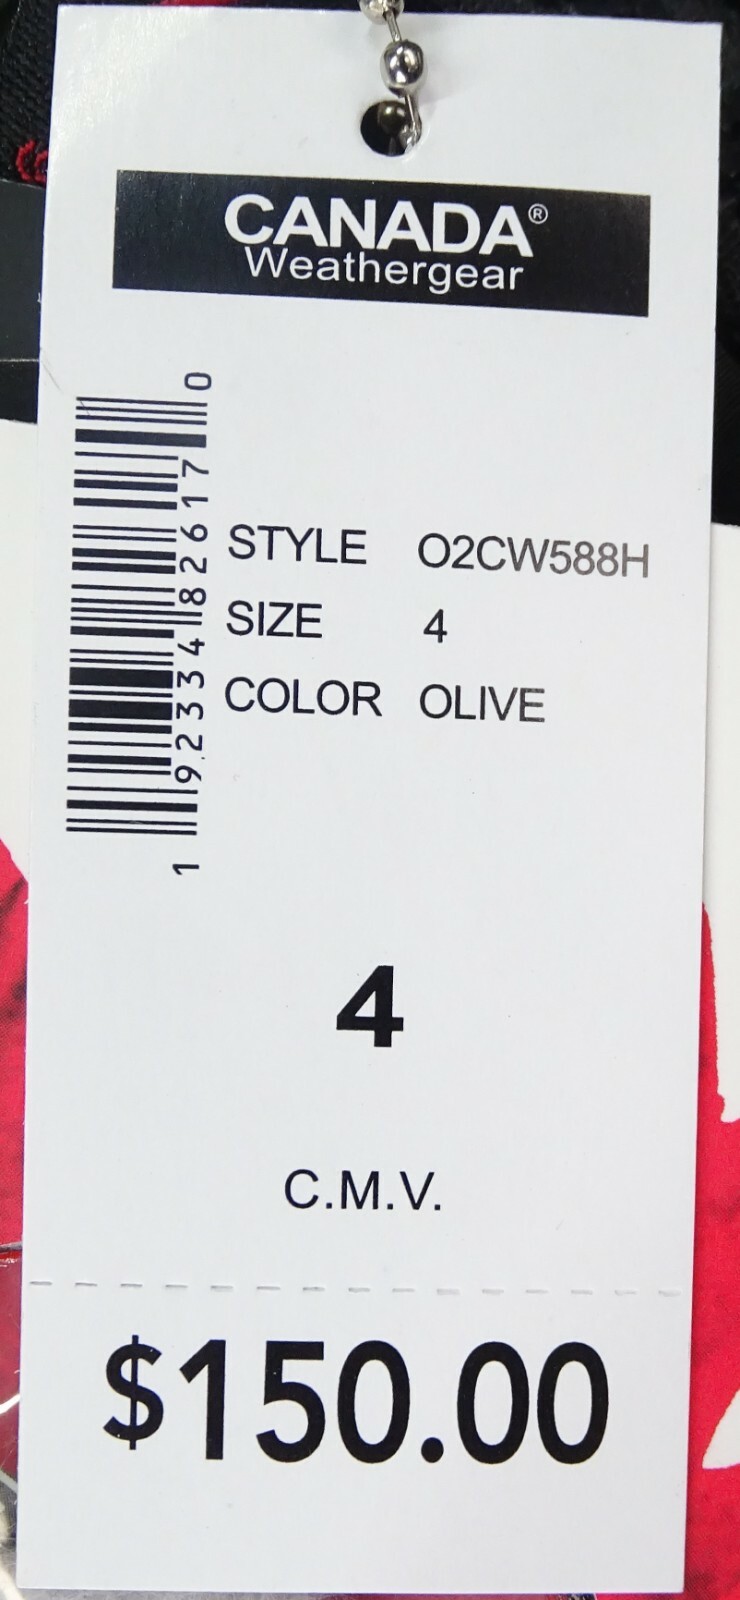 CANADA®
Weathergear
1 92334 82617 0
STYLE O2CW588H
SIZE 4
COLOR OLIVE
4
C.M.V.
$150.00